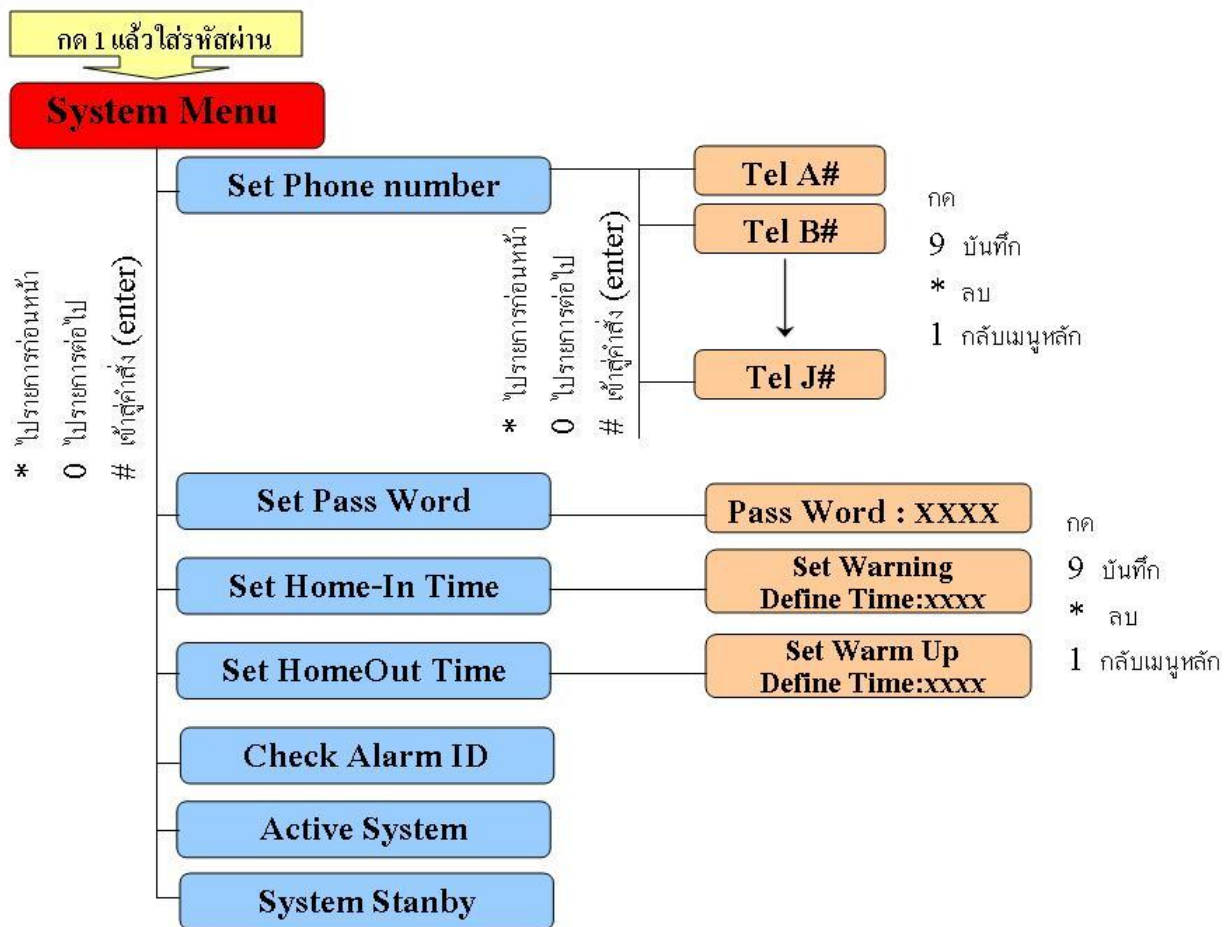 กด 1 แล้วใส่รหัสผ่าน
System Menu
* ไปรายการก่อนหน้า
0 ไปรายการต่อไป
# เข้าสู่คำสั่ง (enter)
Set Phone number
* ไปรายการก่อนหน้า
0 ไปรายการต่อไป
# เข้าสู่คำสั่ง (enter)
Tel A#
Tel B#
Tel J#
กด
9 บันทึก
* ลบ
1 กลับเมนูหลัก
Set Pass Word
Pass Word : XXXX
Set Home-In Time
Set Warning
Define Time:xxxx
Set HomeOut Time
Set Warm Up
Define Time:xxxx
กด
9 บันทึก
* ลบ
1 กลับเมนูหลัก
Check Alarm ID
Active System
System Stanby